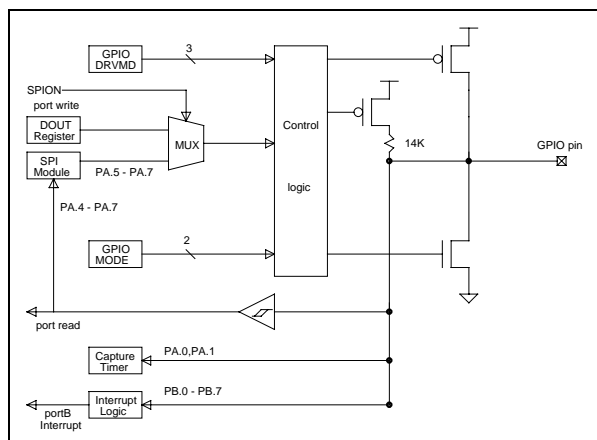 GPIO
DRVMD
3
SPION
port write
DOUT
Register
MUX
SPI
Module
PA.5 - PA.7
PA.4 - PA.7
Control
logic
14K
GPIO pin
GPIO
MODE
2
port read
Capture
Timer
PA.0,PA.1
Interrupt
Logic
PB.0 - PB.7
portB
Interrupt